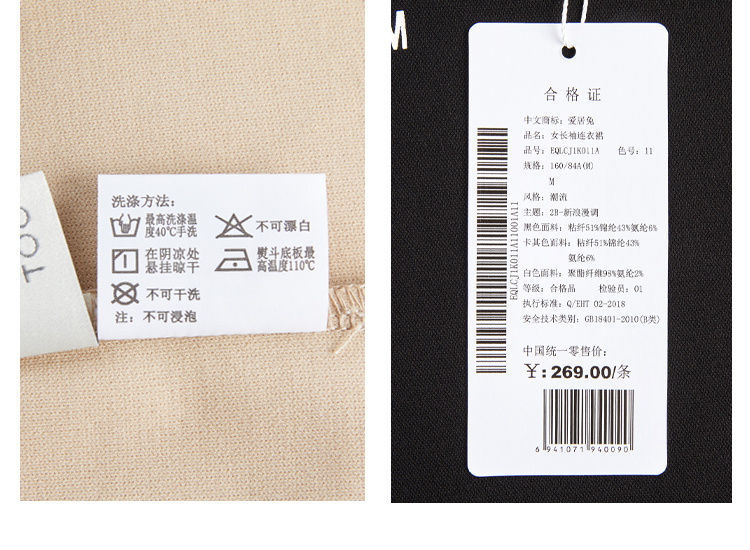 TOO
洗涤方法:
最高洗涤温
度40℃手洗
不可漂白
在阴凉处
悬挂晾干
熨斗底板最
高温度110℃
不可干洗
注: 不可浸泡
M
合格证
中文商标: 爱居兔
品名: 女长袖连衣裙
品号: EQLCJ1K011A 色号: 11
规格: 160/84A(M)
M
风格: 潮流
主题: 2B-新浪漫调
黑色面料: 粘纤51%锦纶43%氨纶6%
卡其色面料: 粘纤51%锦纶43%
氨纶6%
白色面料: 聚酯纤维98%氨纶2%
等级: 合格品 检验员: 01
执行标准: Q/EHT 02-2018
安全技术类别: GB18401-2010(B类)
EQLCJ1K011A11001A11
中国统一零售价:
¥: 269.00/条
6 941071 940090